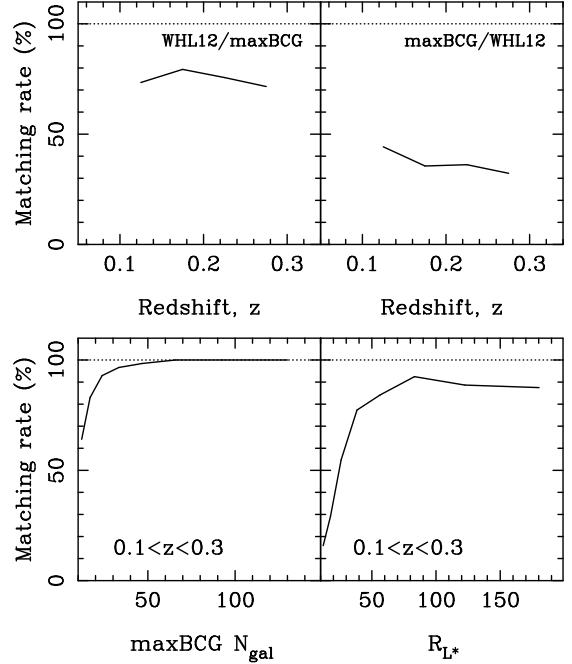 WHL12/maxBCG
maxBCG/WHL12
Matching rate (%)
0 50 100
0.1 0.2 0.3
0.1 0.2 0.3
Redshift, z
Redshift, z
0.1<z<0.3
0.1<z<0.3
Matching rate (%)
0 50 100
50 100
50 100 150
maxBCG N_gal
R_L*